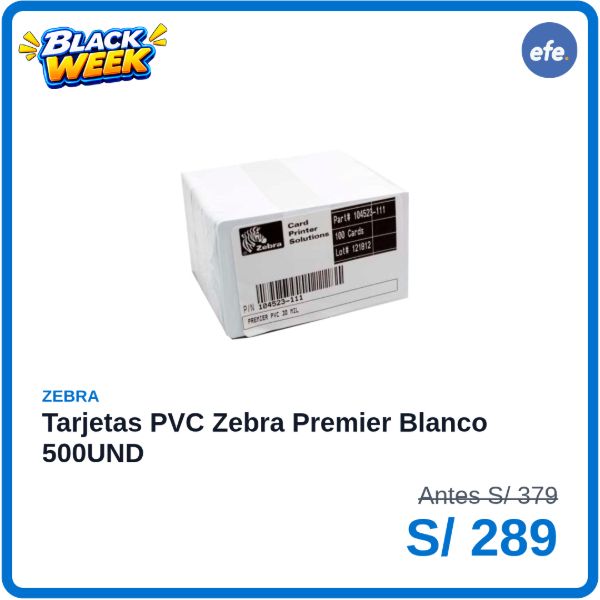 BLACK
WEEK
efe.
Zebra
Card
Printer
Solutions
Part# 104523-111
100 Cards
Lot# 121812
P/N 104523-111
PREMIER PVC 30 MIL
ZEBRA
Tarjetas PVC Zebra Premier Blanco
500UND
Antes S/ 379
S/ 289